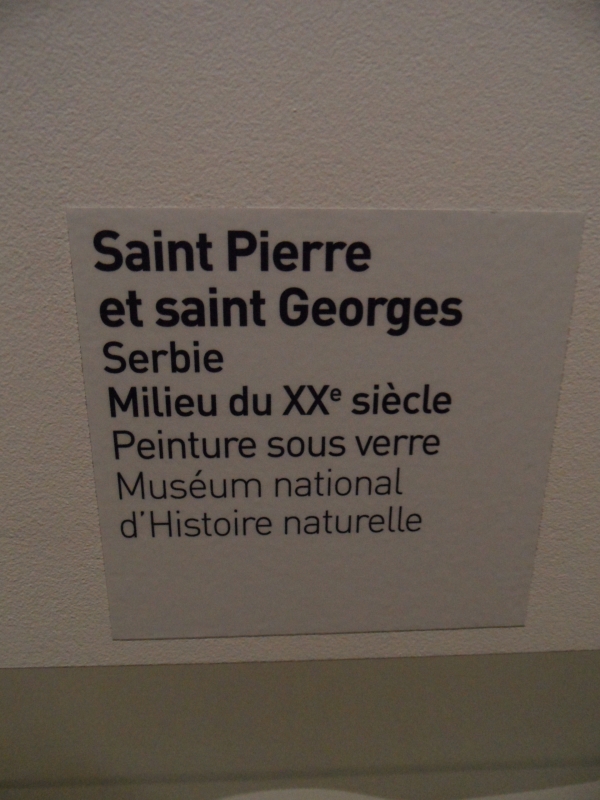 Saint Pierre
et saint Georges
Serbie
Milieu du XXᵉ siècle
Peinture sous verre
Muséum national
d'Histoire naturelle